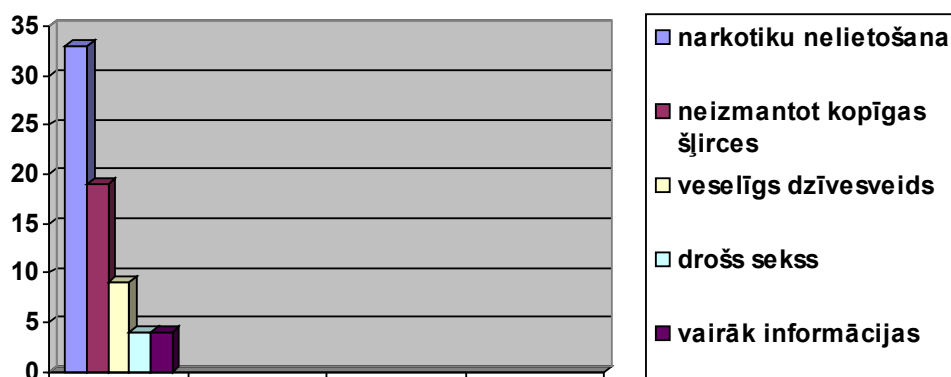 35
30
25
20
15
10
5
0
narkotiku nelietošana
neizmantot kopīgas
šļirces
veselīgs dzīvesveids
drošs sekss
vairāk informācijas